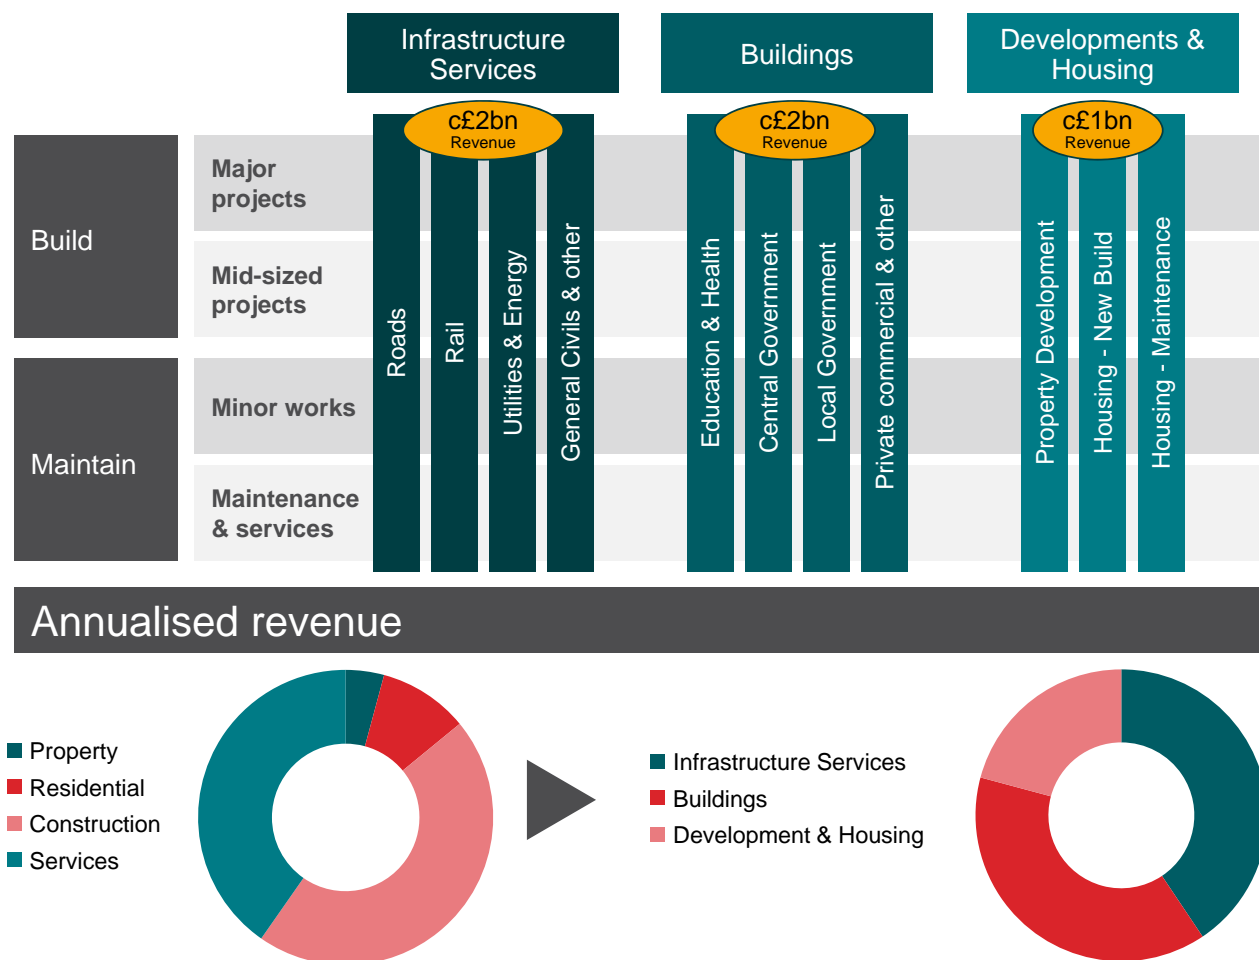 Infrastructure
Services
Buildings
Developments &
Housing
c£2bn
Revenue
c£2bn
Revenue
c£1bn
Revenue
Build
Major
projects
Mid-sized
projects
Maintain
Minor works
Maintenance
& services
Roads
Rail
Utilities & Energy
General Civils & other
Education & Health
Central Government
Local Government
Private commercial & other
Property Development
Housing - New Build
Housing - Maintenance
Annualised revenue
Property
Residential
Construction
Services
Infrastructure Services
Buildings
Development & Housing